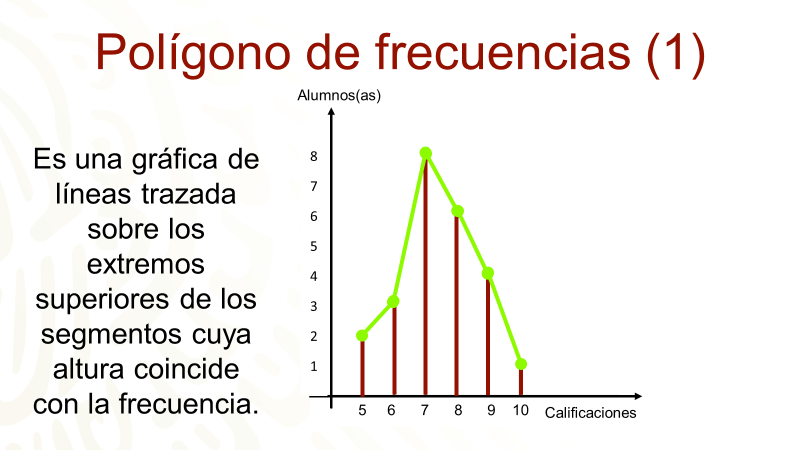 Polígono de frecuencias (1)
Es una gráfica de
líneas trazada
sobre los
extremos
superiores de los
segmentos cuya
altura coincide
con la frecuencia.
Alumnos(as)
8
7
6
5
4
3
2
1
5 6 7 8 9 10 Calificaciones